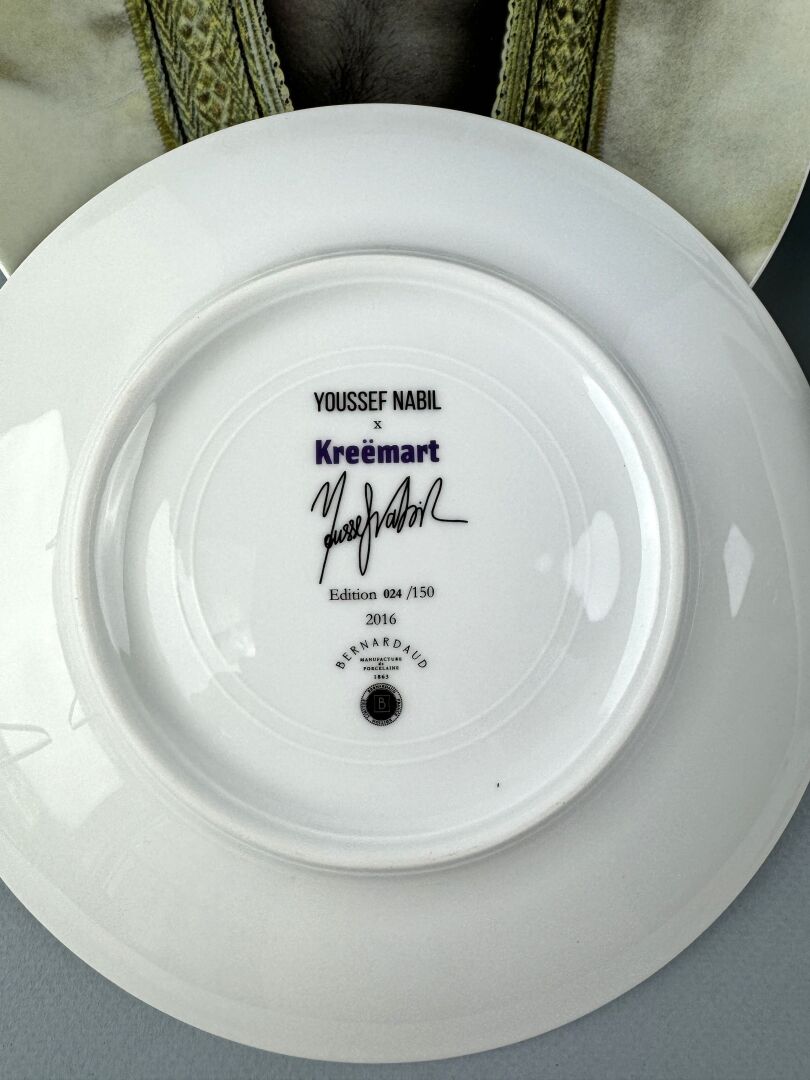 YOUSSEF NABIL
x
Kreëmart
Youssef Nabil
Edition 024 /150
2016
BERNARDAUD
MANUFACTURE
de
PORCELAINE
1863
B